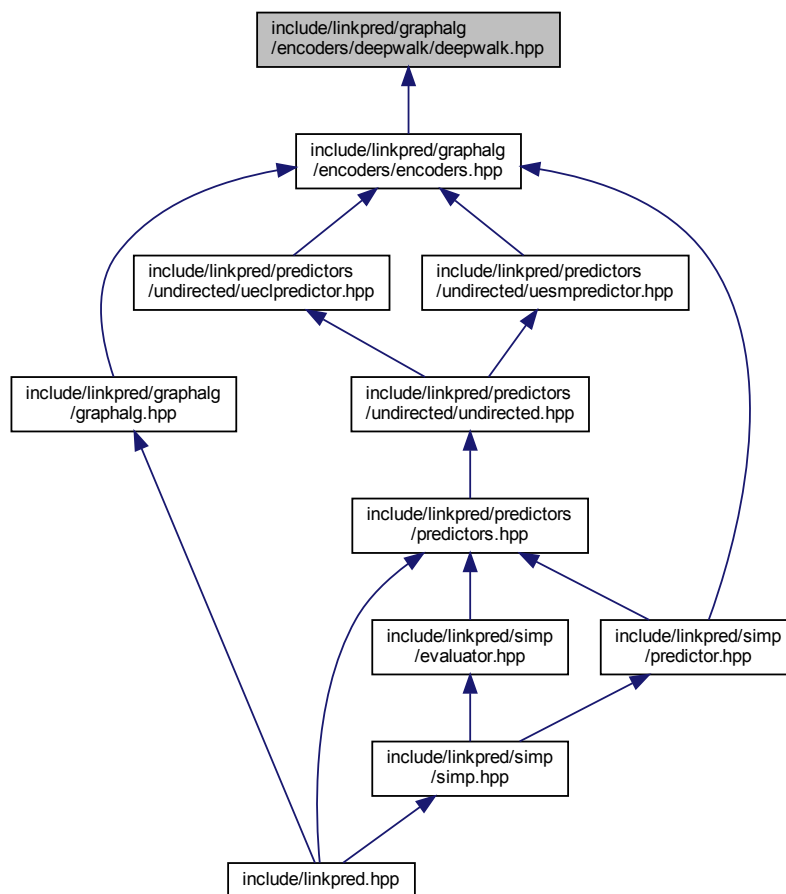 include/linkpred/graphalg
/encoders/deepwalk/deepwalk.hpp
include/linkpred/graphalg
/encoders/encoders.hpp
include/linkpred/predictors
/undirected/ueclpredictor.hpp
include/linkpred/predictors
/undirected/uesmpredictor.hpp
include/linkpred/graphalg
/graphalg.hpp
include/linkpred/predictors
/undirected/undirected.hpp
include/linkpred/predictors
/predictors.hpp
include/linkpred/simp
/evaluator.hpp
include/linkpred/simp
/predictor.hpp
include/linkpred/simp
/simp.hpp
include/linkpred.hpp